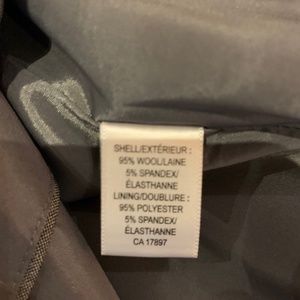 SHELL/EXTÉRIEUR :
95% WOOL/LAINE
5% SPANDEX/
ÉLASTHANNE
LINING/DOUBLURE :
95% POLYESTER
5% SPANDEX/
ÉLASTHANNE
CA 17897